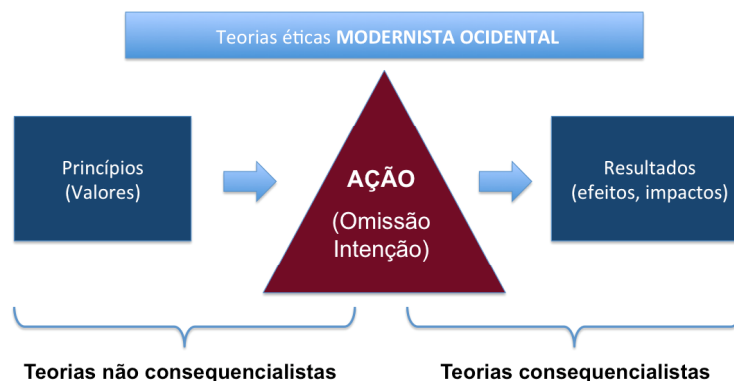 Teorias éticas MODERNISTA OCIDENTAL
Princípios
(Valores)
AÇÃO
(Omissão
Intenção)
Resultados
(efeitos, impactos)
Teorias não consequencialistas
Teorias consequencialistas